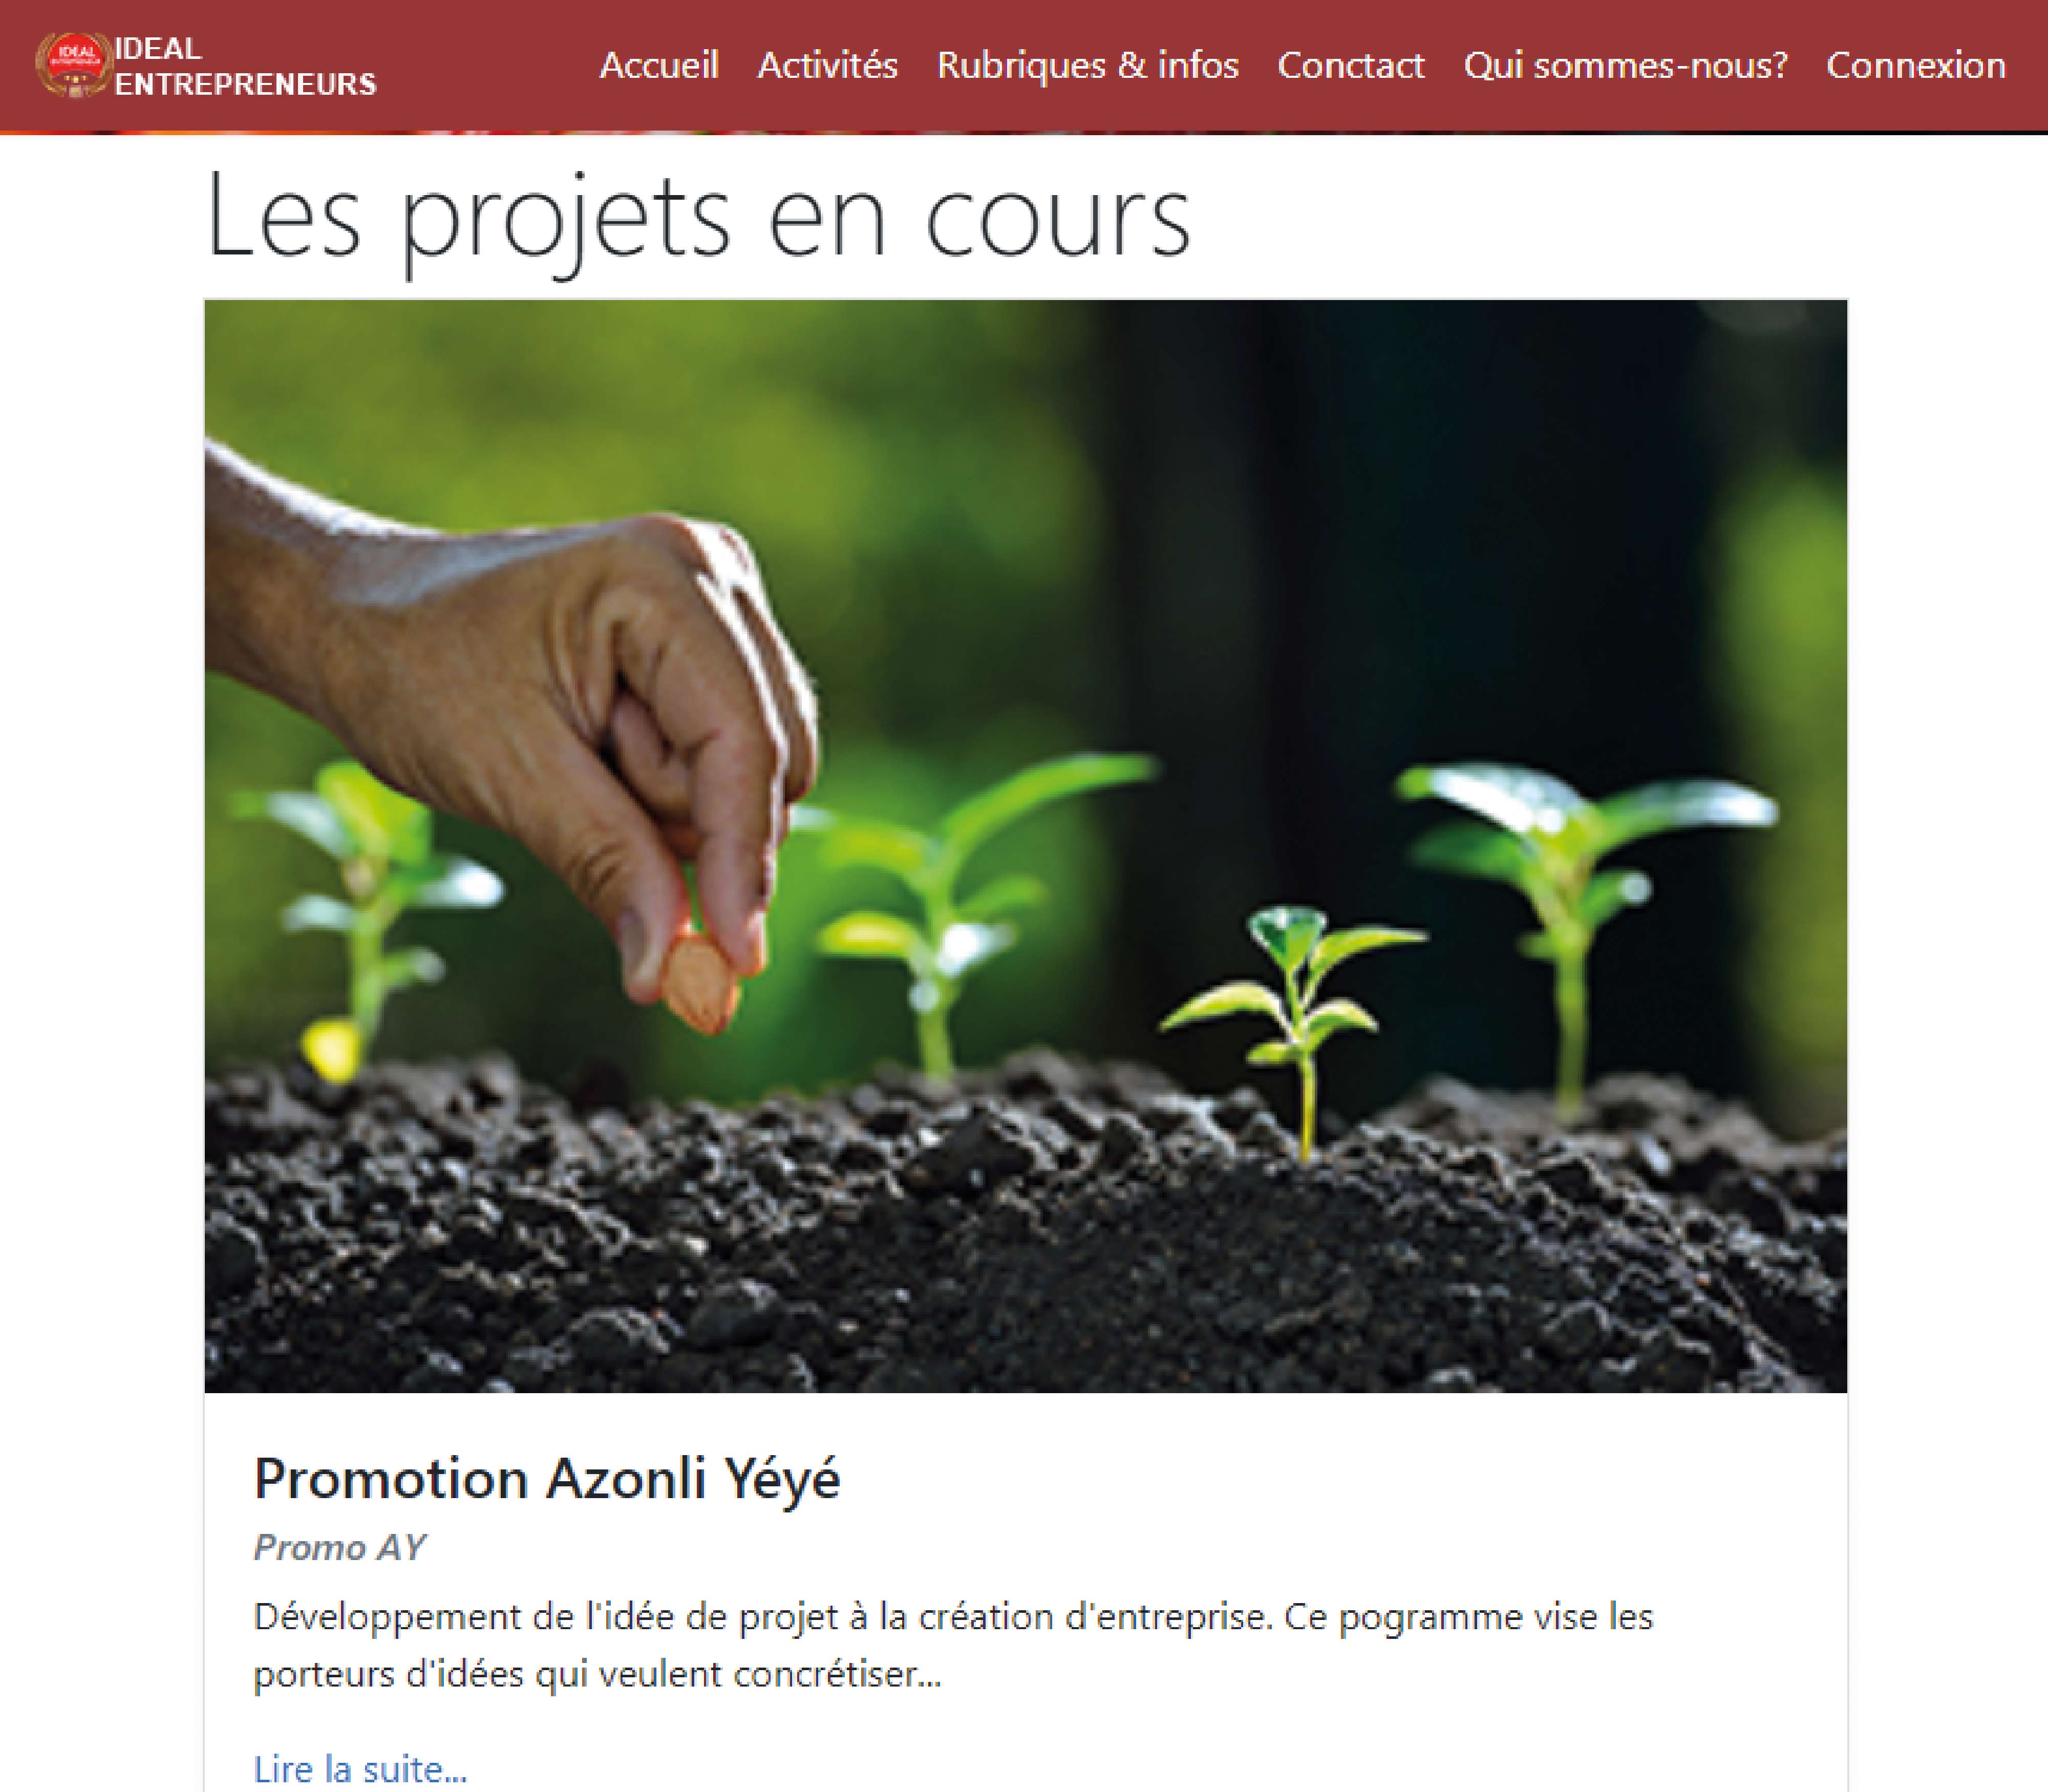 IDEAL
ENTREPRENEURS
IDEAL
Accueil Activités Rubriques & infos Conctact Qui sommes-nous? Connexion
Les projets en cours
Promotion Azonli Yéyé
Promo AY
Développement de l'idée de projet à la création d'entreprise. Ce pogramme vise les
porteurs d'idées qui veulent concrétiser...
Lire la suite...